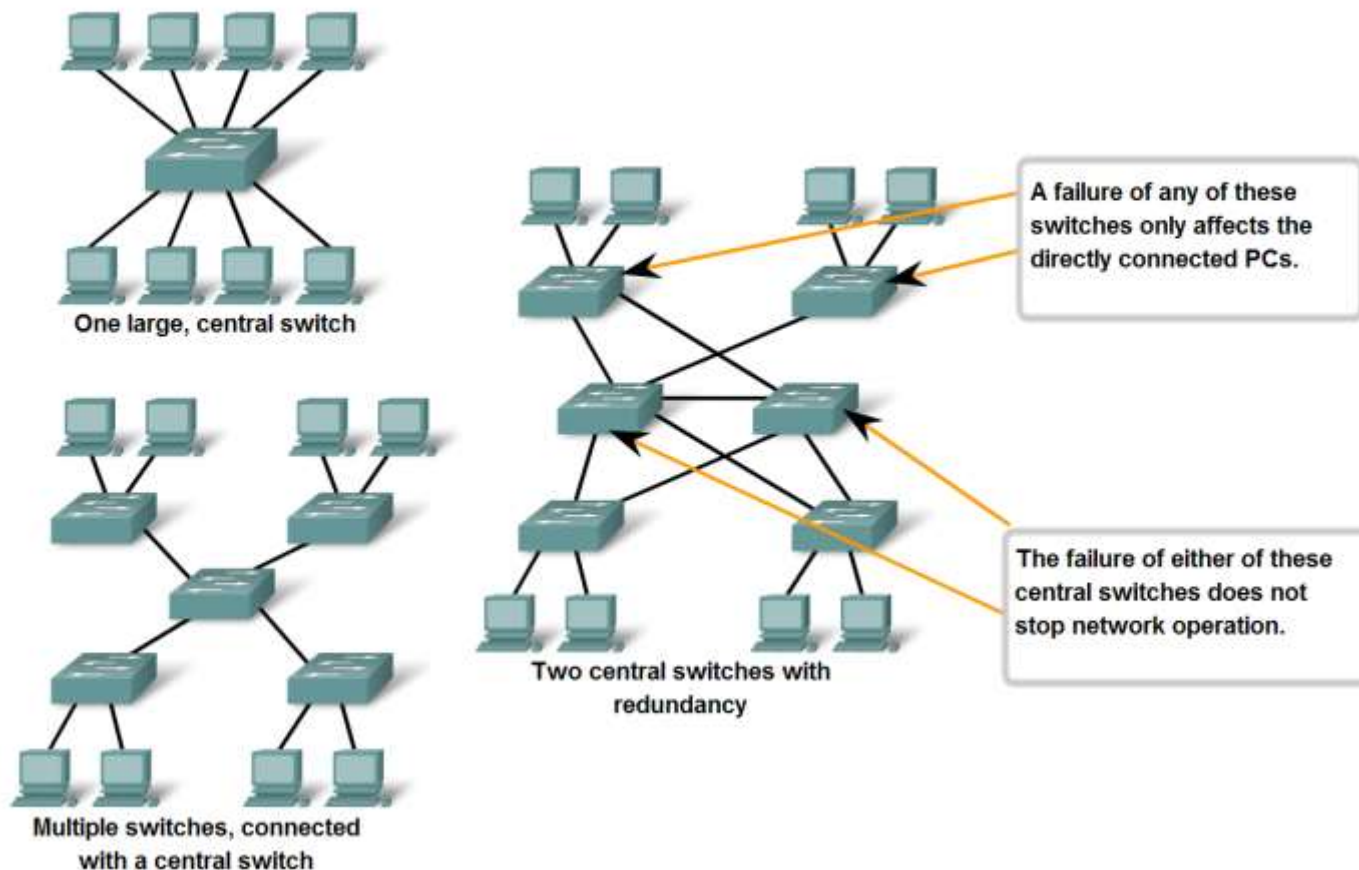 One large, central switch
A failure of any of these
switches only affects the
directly connected PCs.
The failure of either of these
central switches does not
stop network operation.
Two central switches with
redundancy
Multiple switches, connected
with a central switch